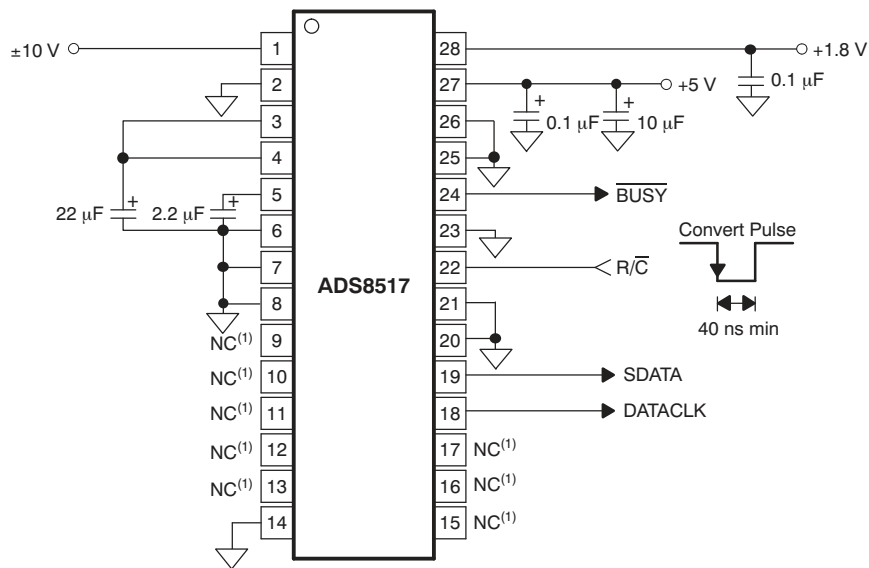 ±10 V
1
28
+1.8 V
2
27
+5 V
0.1 µF
3
26
+
0.1 µF
+
10 µF
4
25
22 µF
+
2.2 µF
+
5
24
BUSY
6
23
Convert Pulse
7
ADS8517
22
R/C
8
21
40 ns min
NC(1)
9
20
NC(1)
10
19
SDATA
NC(1)
11
18
DATACLK
NC(1)
12
17
NC(1)
NC(1)
13
16
NC(1)
14
15
NC(1)